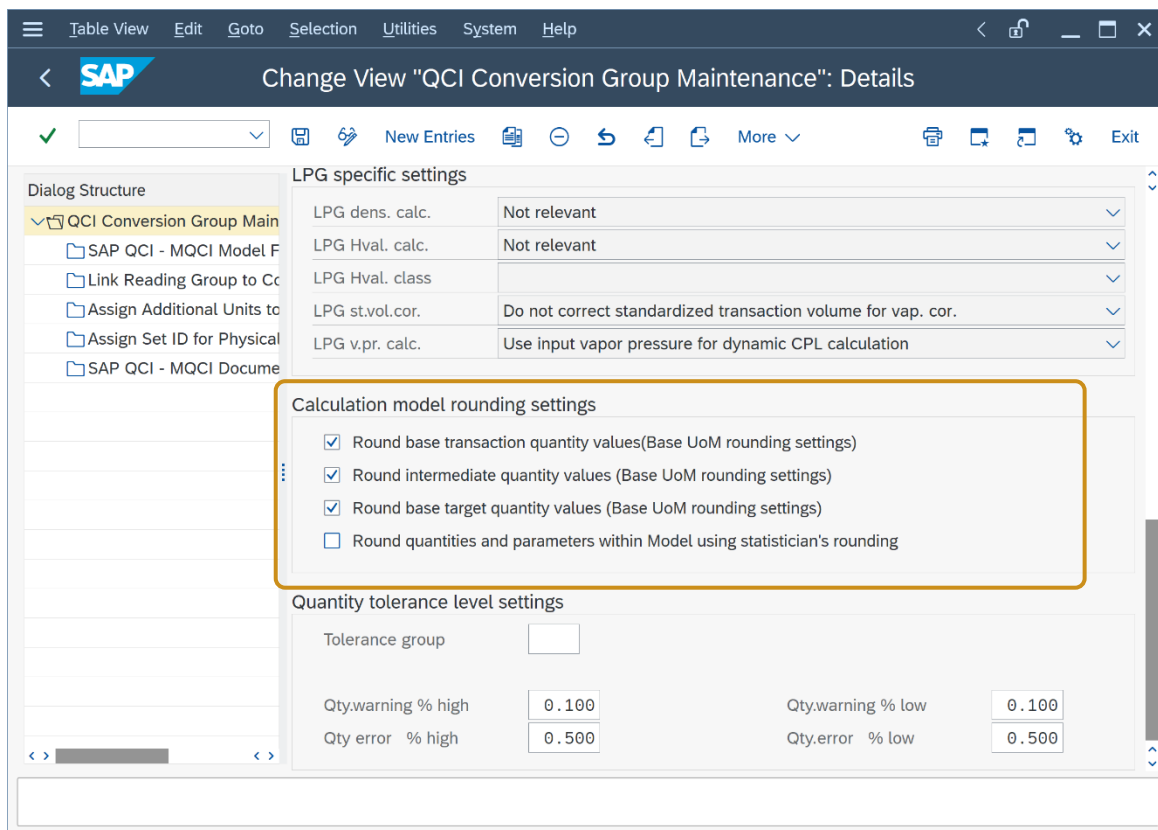 Table View Edit Goto Selection Utilities System Help
SAP Change View "QCI Conversion Group Maintenance": Details
New Entries More Exit
Dialog Structure
QCI Conversion Group Main
SAP QCI - MQCI Model F
Link Reading Group to Co
Assign Additional Units to
Assign Set ID for Physical
SAP QCI - MQCI Docume
LPG specific settings
LPG dens. calc. Not relevant
LPG Hval. calc. Not relevant
LPG Hval. class
LPG st.vol.cor. Do not correct standardized transaction volume for vap. cor.
LPG v.pr. calc. Use input vapor pressure for dynamic CPL calculation
Calculation model rounding settings
Round base transaction quantity values(Base UoM rounding settings)
Round intermediate quantity values (Base UoM rounding settings)
Round base target quantity values (Base UoM rounding settings)
Round quantities and parameters within Model using statistician's rounding
Quantity tolerance level settings
Tolerance group
Qty.warning % high 0.100 Qty.warning % low 0.100
Qty error % high 0.500 Qty.error % low 0.500